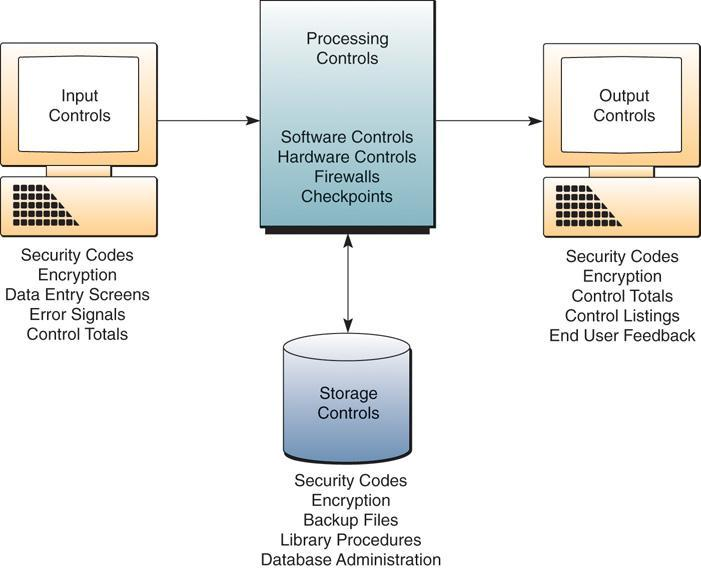 Input
Controls
Security Codes
Encryption
Data Entry Screens
Error Signals
Control Totals
Processing
Controls
Software Controls
Hardware Controls
Firewalls
Checkpoints
Output
Controls
Security Codes
Encryption
Control Totals
Control Listings
End User Feedback
Storage
Controls
Security Codes
Encryption
Backup Files
Library Procedures
Database Administration